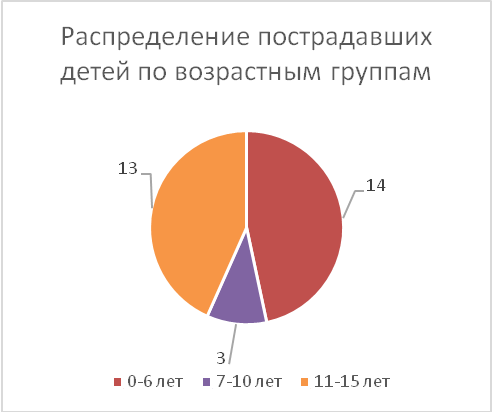 Распределение пострадавших
детей по возрастным группам
13
14
3
0-6 лет 7-10 лет 11-15 лет